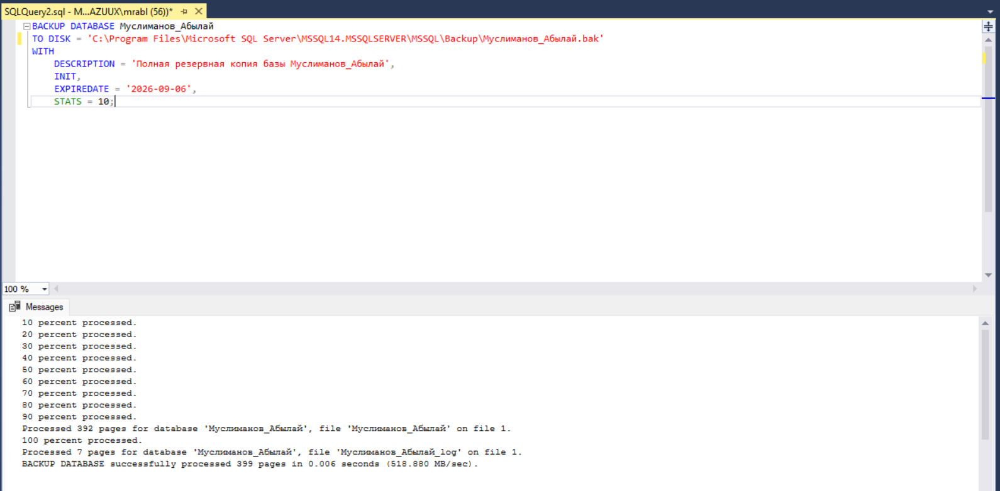 SQLQuery2.sql - M...AZUUX\mrabl (56))*
BACKUP DATABASE Муслиманов_Абылай
TO DISK = 'C:\Program Files\Microsoft SQL Server\MSSQL14.MSSQLSERVER\MSSQL\Backup\Муслиманов_Абылай.bak'
WITH
    DESCRIPTION = 'Полная резервная копия базы Муслиманов_Абылай',
    INIT,
    EXPIREDATE = '2026-09-06',
    STATS = 10;
100 %
Messages
10 percent processed.
20 percent processed.
30 percent processed.
40 percent processed.
50 percent processed.
60 percent processed.
70 percent processed.
80 percent processed.
90 percent processed.
Processed 392 pages for database 'Муслиманов_Абылай', file 'Муслиманов_Абылай' on file 1.
100 percent processed.
Processed 7 pages for database 'Муслиманов_Абылай', file 'Муслиманов_Абылай_log' on file 1.
BACKUP DATABASE successfully processed 399 pages in 0.006 seconds (518.880 MB/sec).